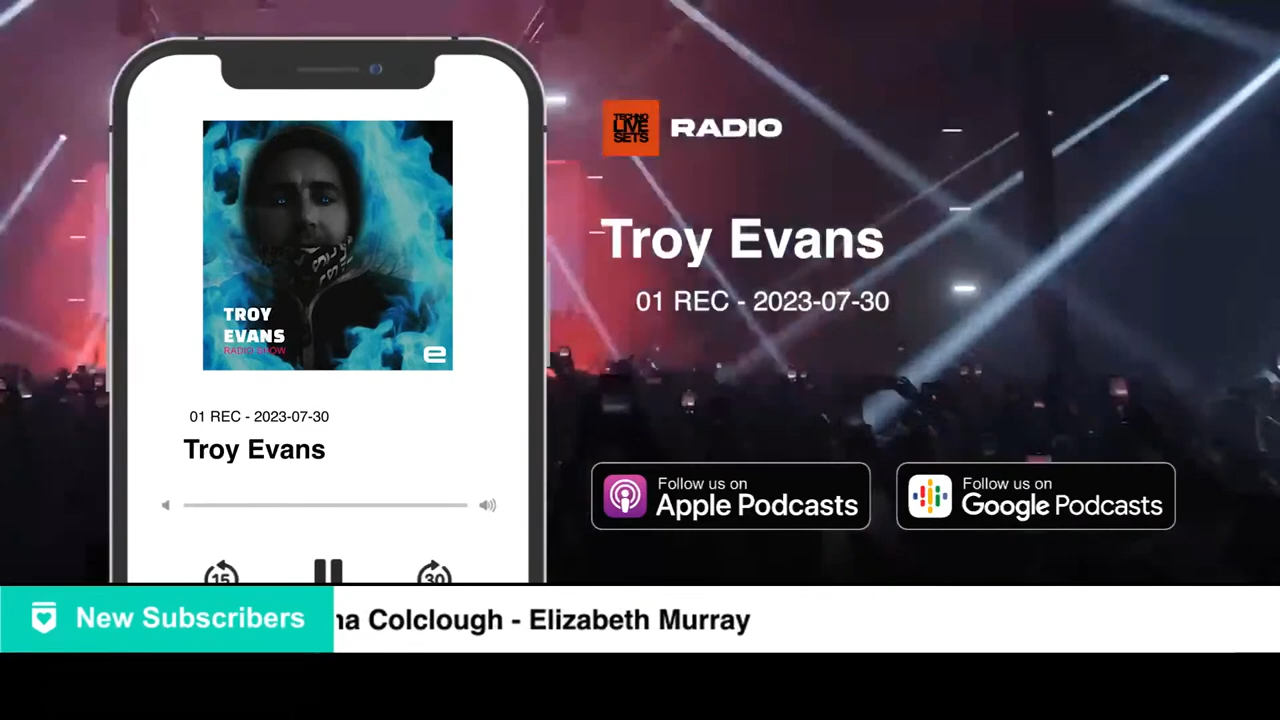 TECHNO
LIVE
SETS
RADIO
TROY
EVANS
RADIO SHOW
Troy Evans
01 REC - 2023-07-30
01 REC - 2023-07-30
Troy Evans
Follow us on
Apple Podcasts
Follow us on
Google Podcasts
15
30
New Subscribers
na Colclough - Elizabeth Murray